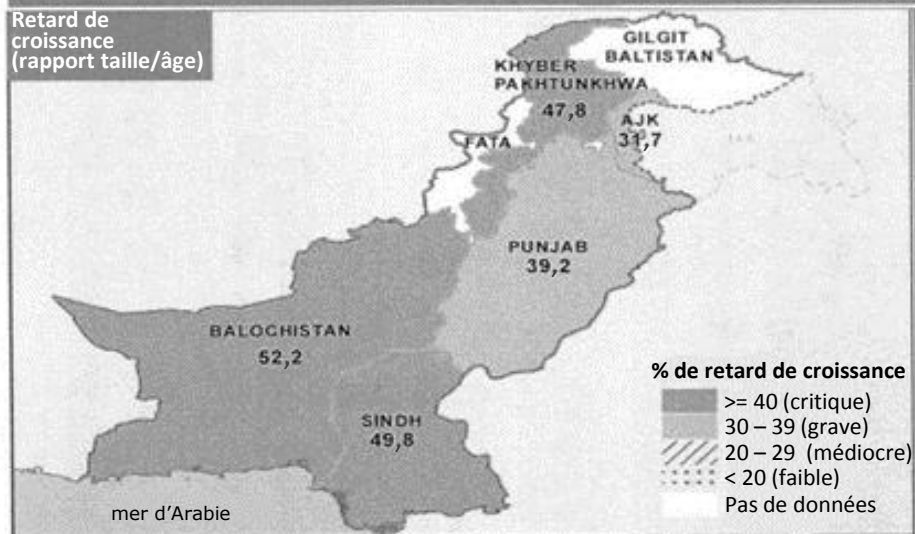 Retard de
croissance
(rapport taille/âge)
GILGIT
BALTISTAN
KHYBER
PAKHTUNKHWA
47,8
AJK
31,7
FATA
PUNJAB
39,2
BALOCHISTAN
52,2
SINDH
49,8
mer d’Arabie
% de retard de croissance
>= 40 (critique)
30 – 39 (grave)
20 – 29 (médiocre)
< 20 (faible)
Pas de données